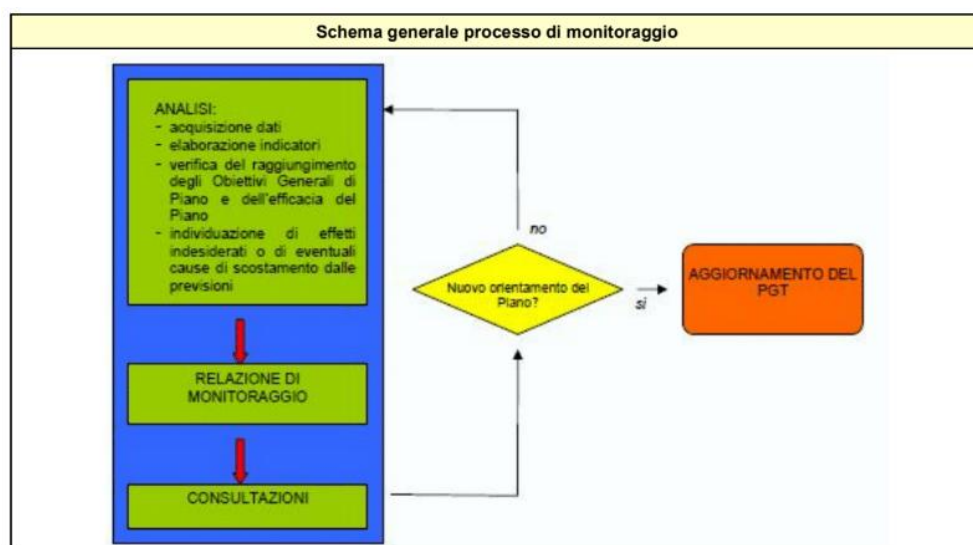 Schema generale processo di monitoraggio
ANALISI:
- acquisizione dati
- elaborazione indicatori
- verifica del raggiungimento
degli Obiettivi Generali di
Piano e dell'efficacia del
Piano
- individuazione di effetti
indesiderati o di eventuali
cause di scostamento dalle
previsioni
RELAZIONE DI
MONITORAGGIO
CONSULTAZIONI
no
Nuovo orientamento del
Piano?
si
AGGIORNAMENTO DEL
PGT